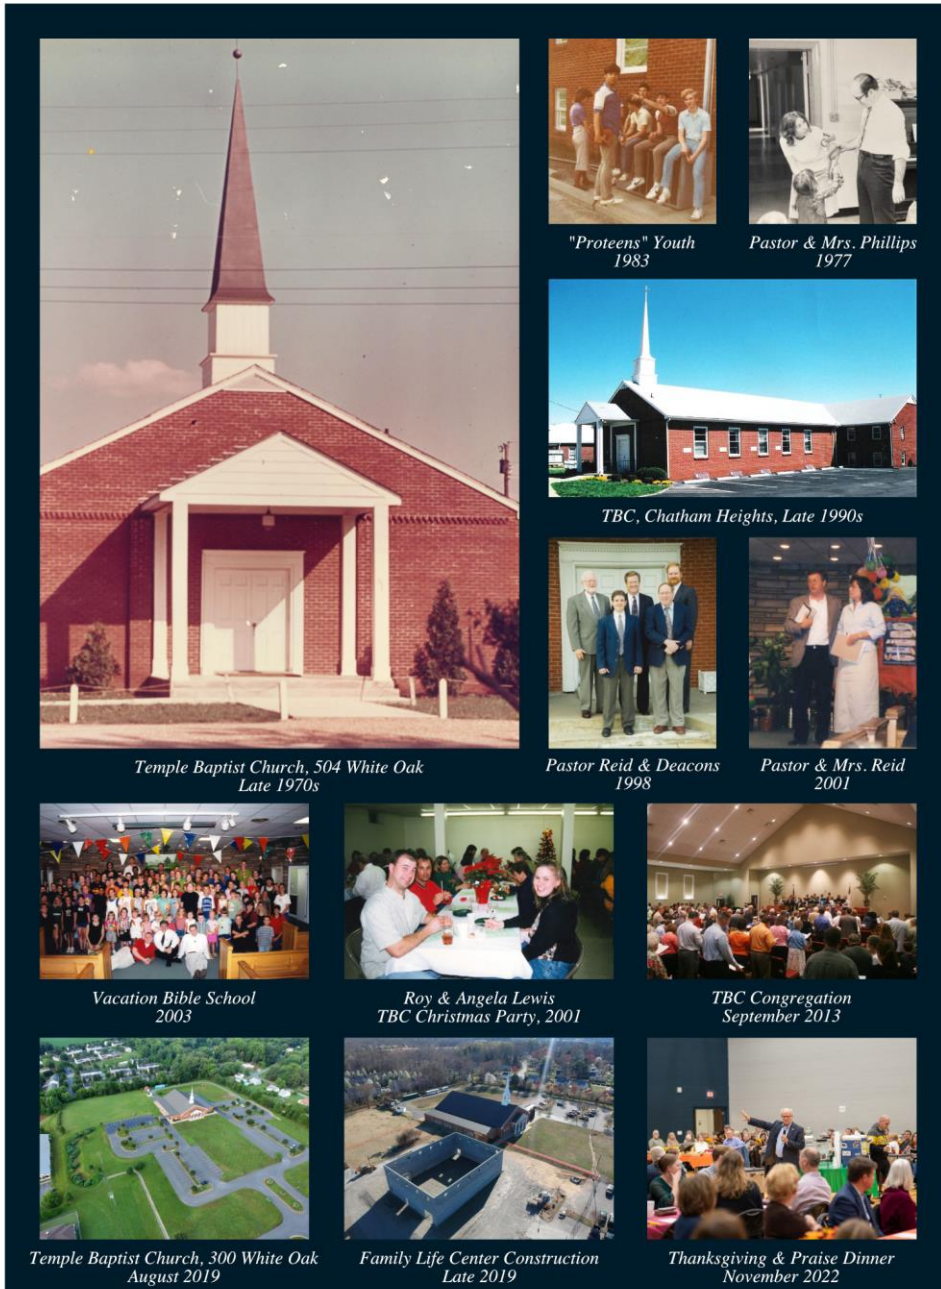 "Proteens" Youth
1983
Pastor & Mrs. Phillips
1977
TBC, Chatham Heights, Late 1990s
Temple Baptist Church, 504 White Oak
Late 1970s
Pastor Reid & Deacons
1998
Pastor & Mrs. Reid
2001
Vacation Bible School
2003
Roy & Angela Lewis
TBC Christmas Party, 2001
TBC Congregation
September 2013
Temple Baptist Church, 300 White Oak
August 2019
Family Life Center Construction
Late 2019
Thanksgiving & Praise Dinner
November 2022